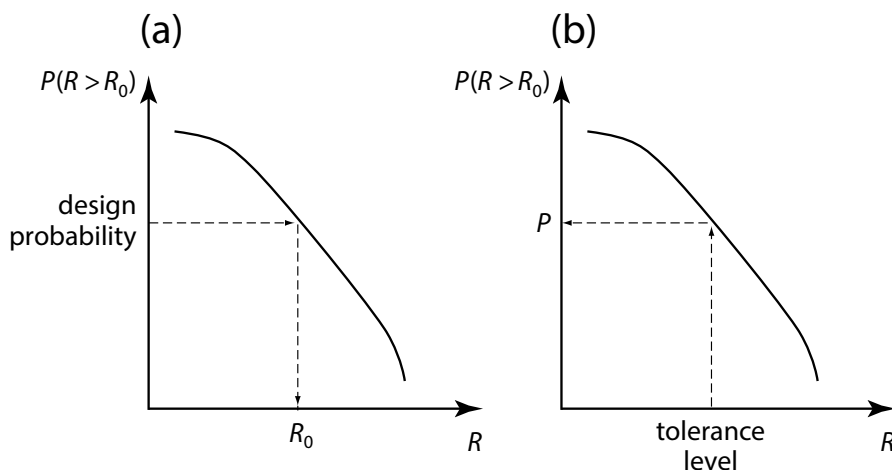 (a)
P(R > R₀)
design
probability
R₀
R
(b)
P(R > R₀)
P
tolerance
level
R